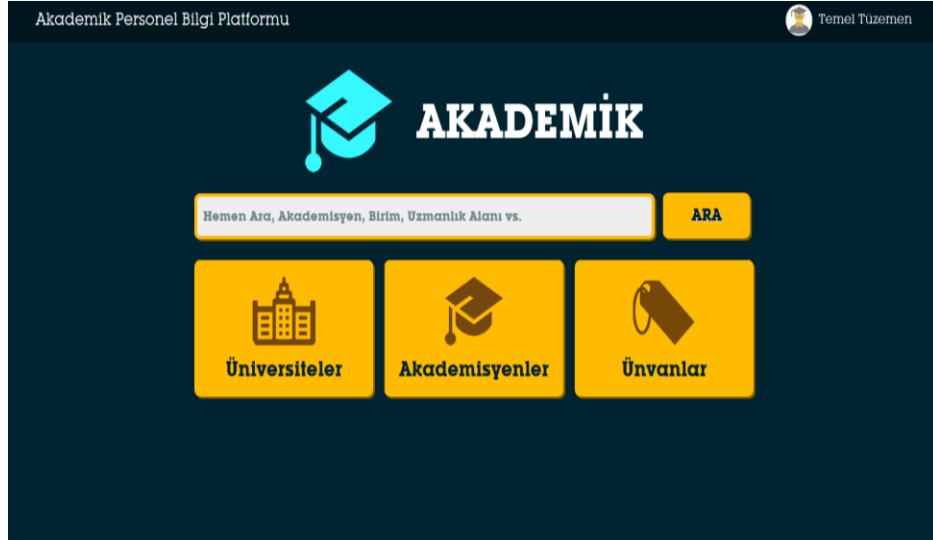 Akademik Personel Bilgi Platformu
Temel Tüzemen
AKADEMİK
Hemen Ara, Akademisyen, Birim, Uzmanlık Alanı vs.
ARA
Üniversiteler
Akademisyenler
Ünvanlar